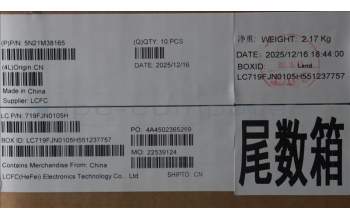 (P)P/N: 5N21M38165
(Q)QTY: 10 PCS
(4L)Origin:CN
DATE: 2025/12/16
Made in China
Supplier: LCFC
净重: WEIGHT: 2.17 Kg
DATE: 2025/12/16 18:44:00
BOXID
Land
LC719FJN0105H551237757
LC P/N: 719FJN0105H
PO: 4A4502365269
BOX ID: LC719FJN0105H551237757
MO: 22539124
Contains Merchandise From: China
LCFC(HeFei) Electronics Technology Co., Ltd
SHIPTO: CN
尾数箱